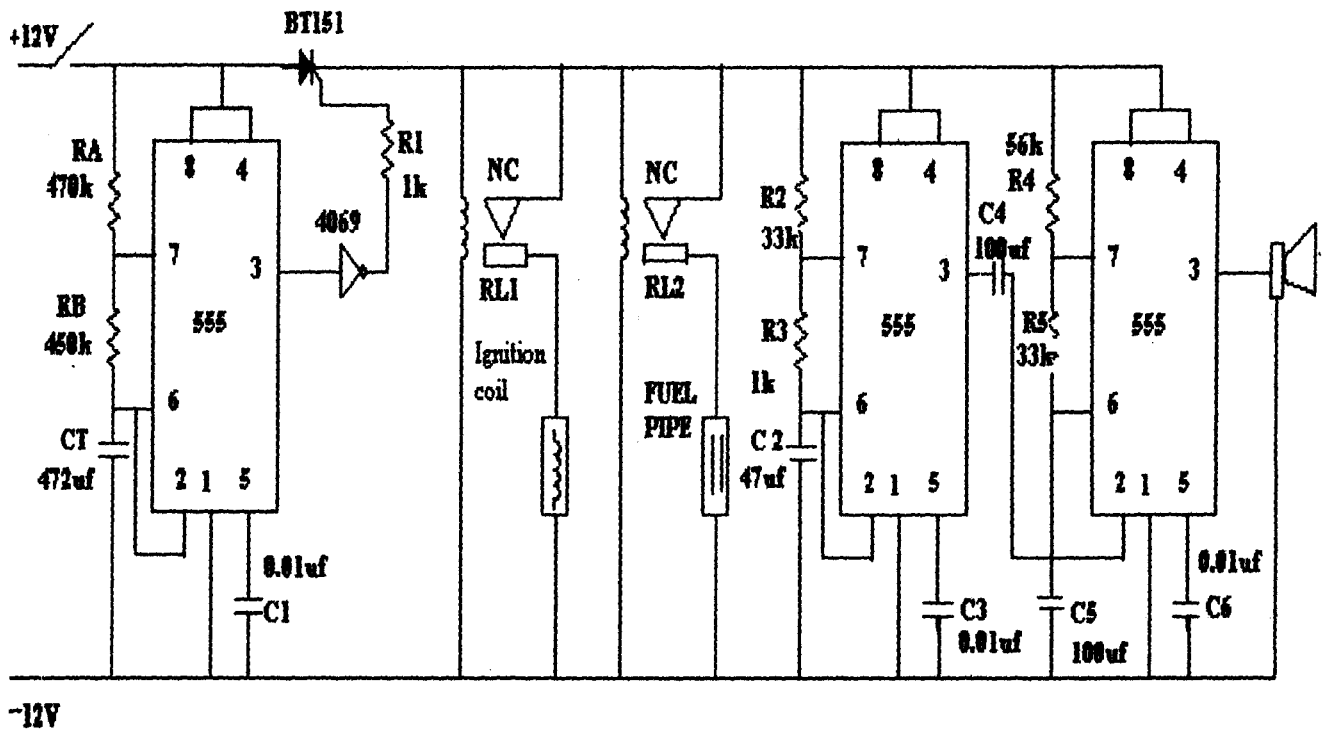 BT151
+12V
RA
470k
8 4
R1
1k
NC
NC
R2
33k
8 4
56k
R4
8 4
C4
100uf
4069
7
3
7
3
7
3
RB
450k
555
RL1
RL2
R3
1k
555
R5
33k
555
Ignition
coil
FUEL
PIPE
6
6
6
CT
472uf
C2
47uf
2 1 5
2 1 5
2 1 5
0.01uf
C1
C3
0.01uf
C5
100uf
0.01uf
C6
-12V